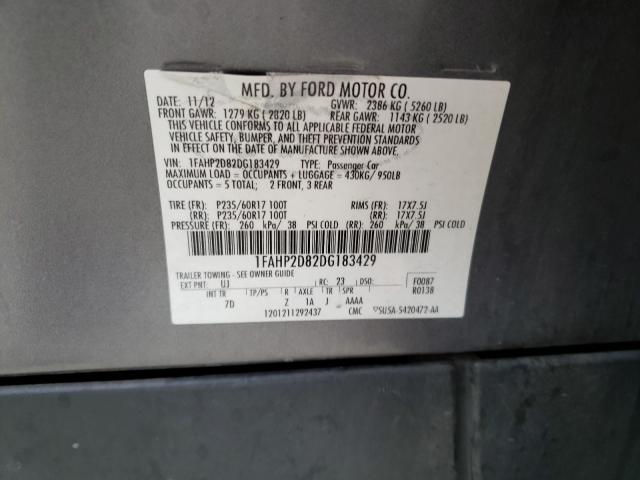 MFD. BY FORD MOTOR CO.
DATE: 11/12 GVWR: 2386 KG ( 5260 LB)
FRONT GAWR: 1279 KG ( 2820 LB) REAR GAWR: 1143 KG ( 2520 LB)
THIS VEHICLE CONFORMS TO ALL APPLICABLE FEDERAL MOTOR
VEHICLE SAFETY, BUMPER, AND THEFT PREVENTION STANDARDS
IN EFFECT ON THE DATE OF MANUFACTURE SHOWN ABOVE.
VIN: 1FAHP2D82DG183429 TYPE: Passenger Car
MAXIMUM LOAD = OCCUPANTS + LUGGAGE = 430KG/ 950LB
OCCUPANTS = 5 TOTAL; 2 FRONT, 3 REAR
TIRE (FR): P235/60R17 100T RIMS (FR): 17X7.5J
(RR): P235/60R17 100T (RR): 17X7.5J
PRESSURE (FR): 260 kPa/ 38 PSI COLD (RR): 260 kPa/ 38 PSI COLD
1FAHP2D82DG183429
TRAILER TOWING - SEE OWNER GUIDE
EXT PNT: UJ RC: 23 DSO: F0087
INT TR TP/PS R AXLE TR SPR R0138
7D Z 1A J AAAA
1201211292437 CMC ▽5USA-5420472-AA